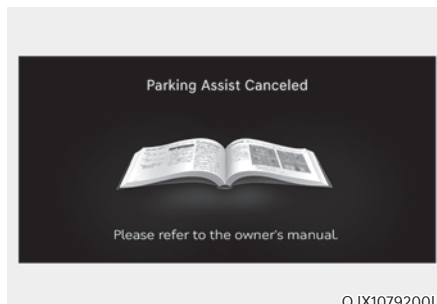 Parking Assist Canceled
Please refer to the owner's manual.
OJX1079200L